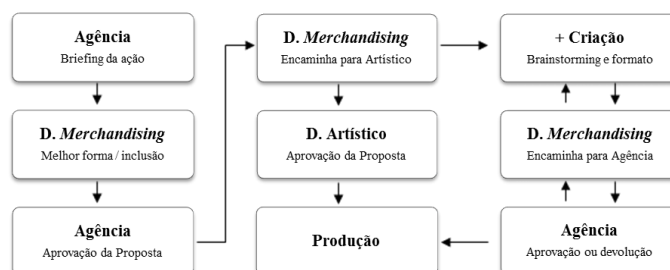 Agência
Briefing da ação
D. Merchandising
Melhor forma / inclusão
Agência
Aprovação da Proposta
D. Merchandising
Encaminha para Artístico
D. Artístico
Aprovação da Proposta
Produção
+ Criação
Brainstorming e formato
D. Merchandising
Encaminha para Agência
Agência
Aprovação ou devolução